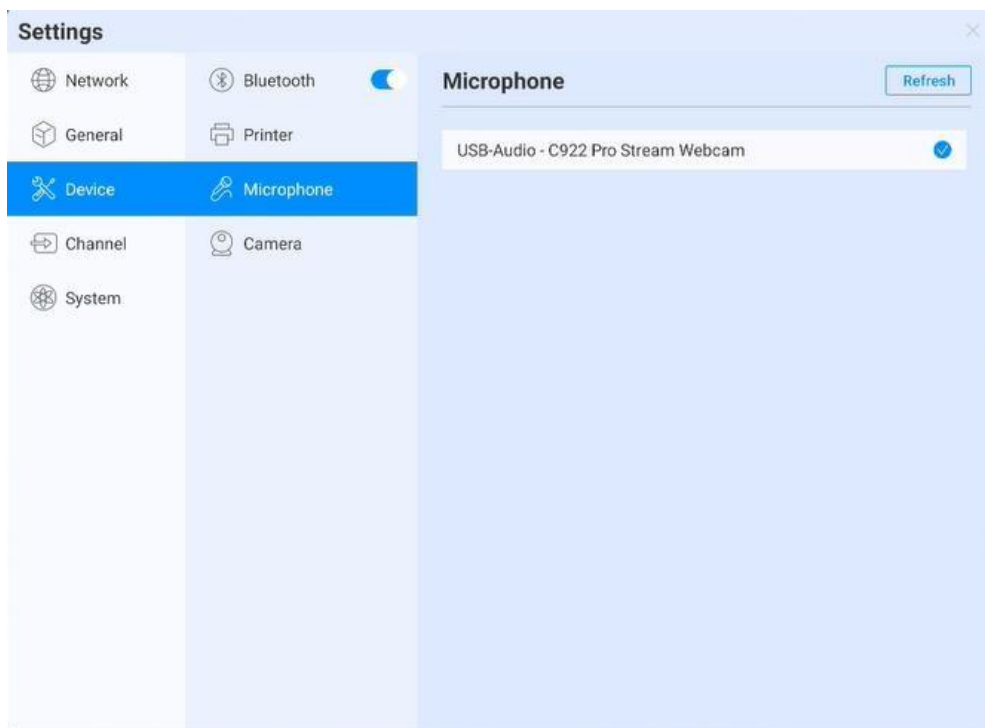 Settings
Network
General
Device
Channel
System
Bluetooth
Printer
Microphone
Camera
Microphone
Refresh
USB-Audio - C922 Pro Stream Webcam